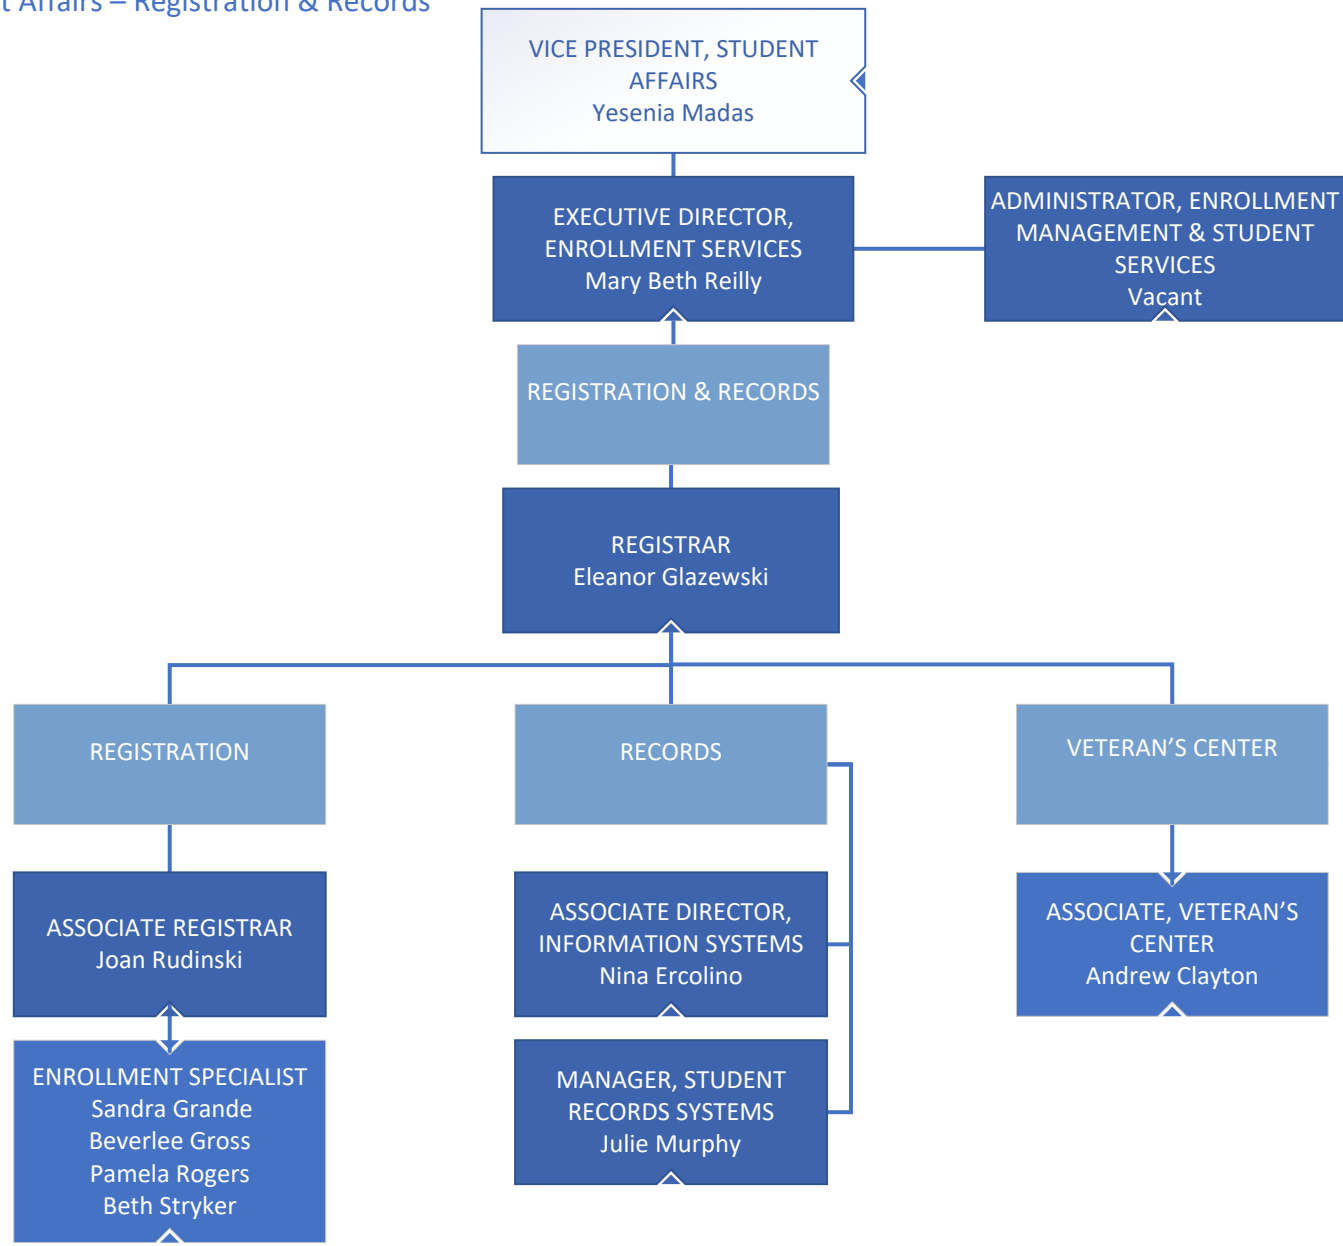 t Affairs – Registration & Records
VICE PRESIDENT, STUDENT
AFFAIRS
Yesenia Madas
EXECUTIVE DIRECTOR,
ENROLLMENT SERVICES
Mary Beth Reilly
ADMINISTRATOR, ENROLLMENT
MANAGEMENT & STUDENT
SERVICES
Vacant
REGISTRATION & RECORDS
REGISTRAR
Eleanor Glazewski
REGISTRATION
RECORDS
VETERAN’S CENTER
ASSOCIATE REGISTRAR
Joan Rudinski
ASSOCIATE DIRECTOR,
INFORMATION SYSTEMS
Nina Ercolino
ASSOCIATE, VETERAN’S
CENTER
Andrew Clayton
ENROLLMENT SPECIALIST
Sandra Grande
Beverlee Gross
Pamela Rogers
Beth Stryker
MANAGER, STUDENT
RECORDS SYSTEMS
Julie Murphy